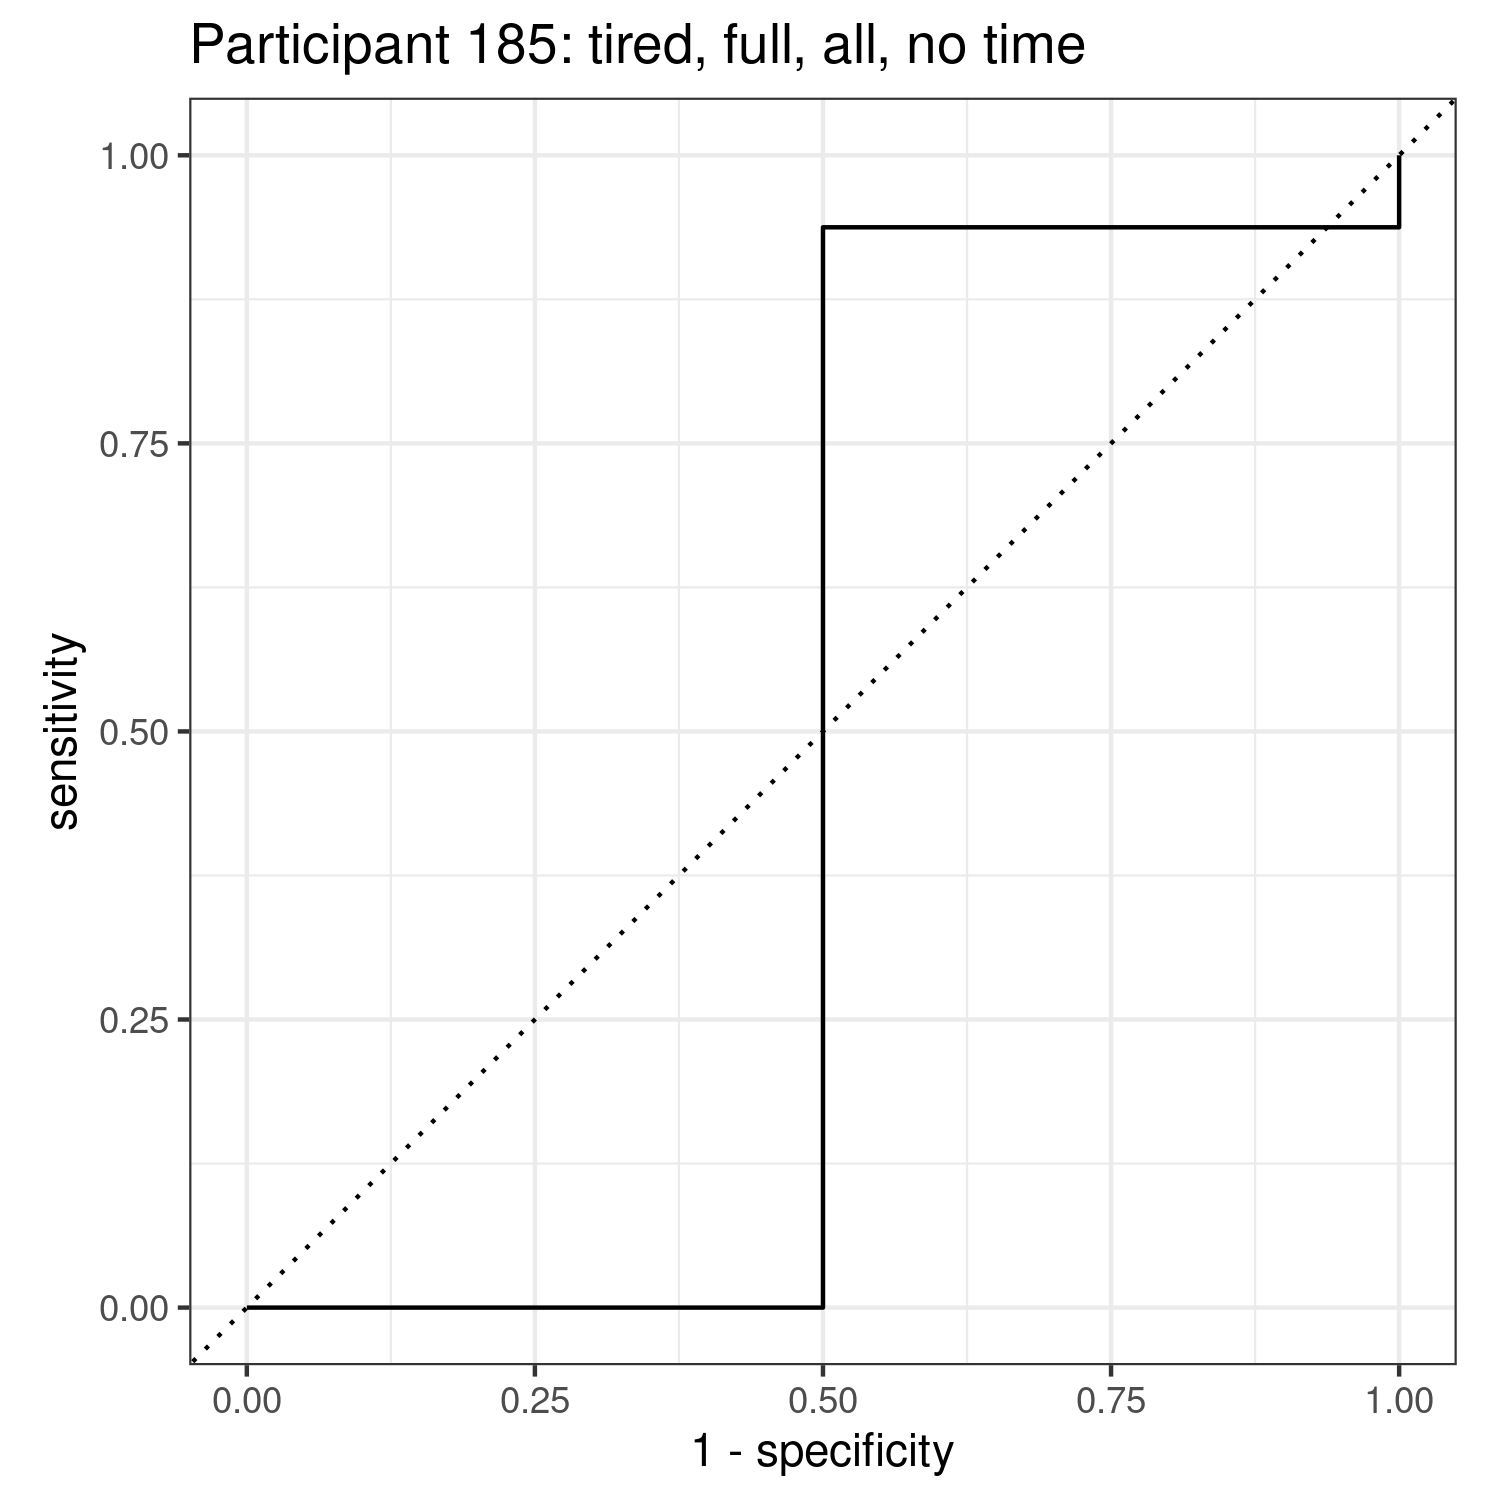 Participant 185: tired, full, all, no time
1.00
0.75
0.50
0.25
0.00
sensitivity
0.00 0.25 0.50 0.75 1.00
1 - specificity